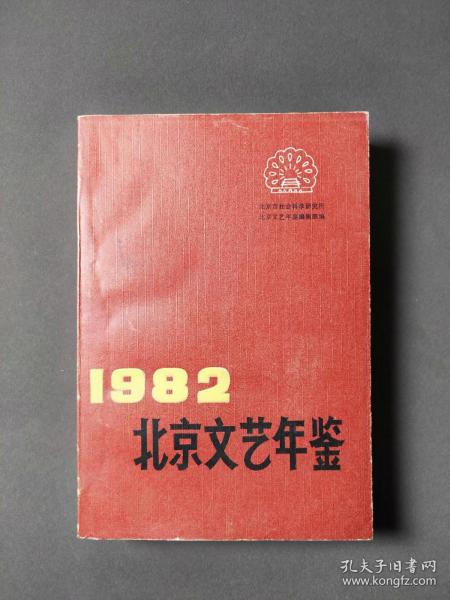 北京市社会科学研究所
北京文艺年鉴编辑部编
1982
北京文艺年鉴
孔夫子旧书网
www.kongfz.com